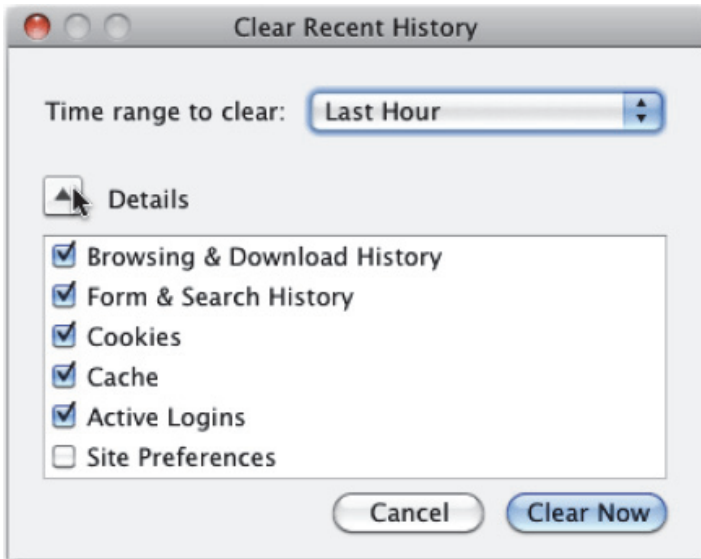 Clear Recent History
Time range to clear: Last Hour
Details
Browsing & Download History
Form & Search History
Cookies
Cache
Active Logins
Site Preferences
Cancel Clear Now